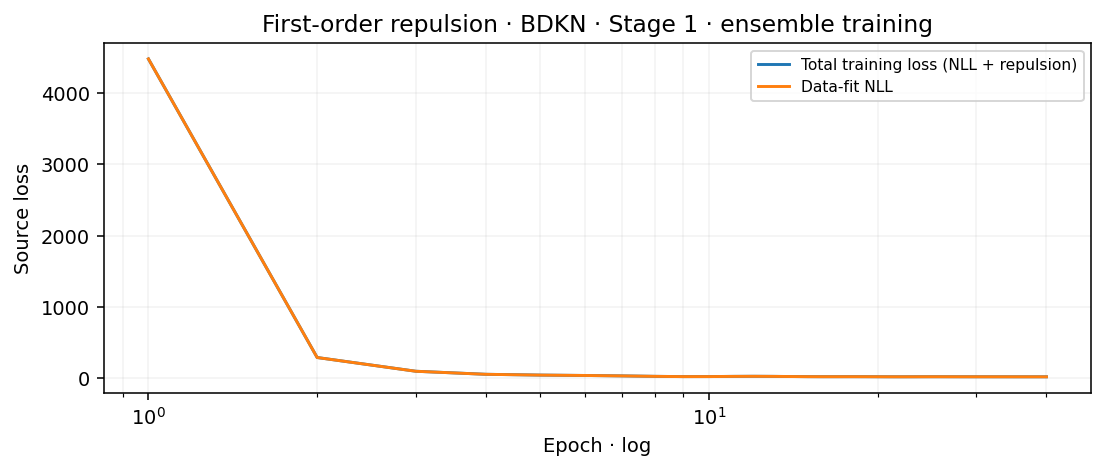 First-order repulsion · BDKN · Stage 1 · ensemble training
Total training loss (NLL + repulsion)
Data-fit NLL
Source loss
4000
3000
2000
1000
0
10⁰
10¹
Epoch · log